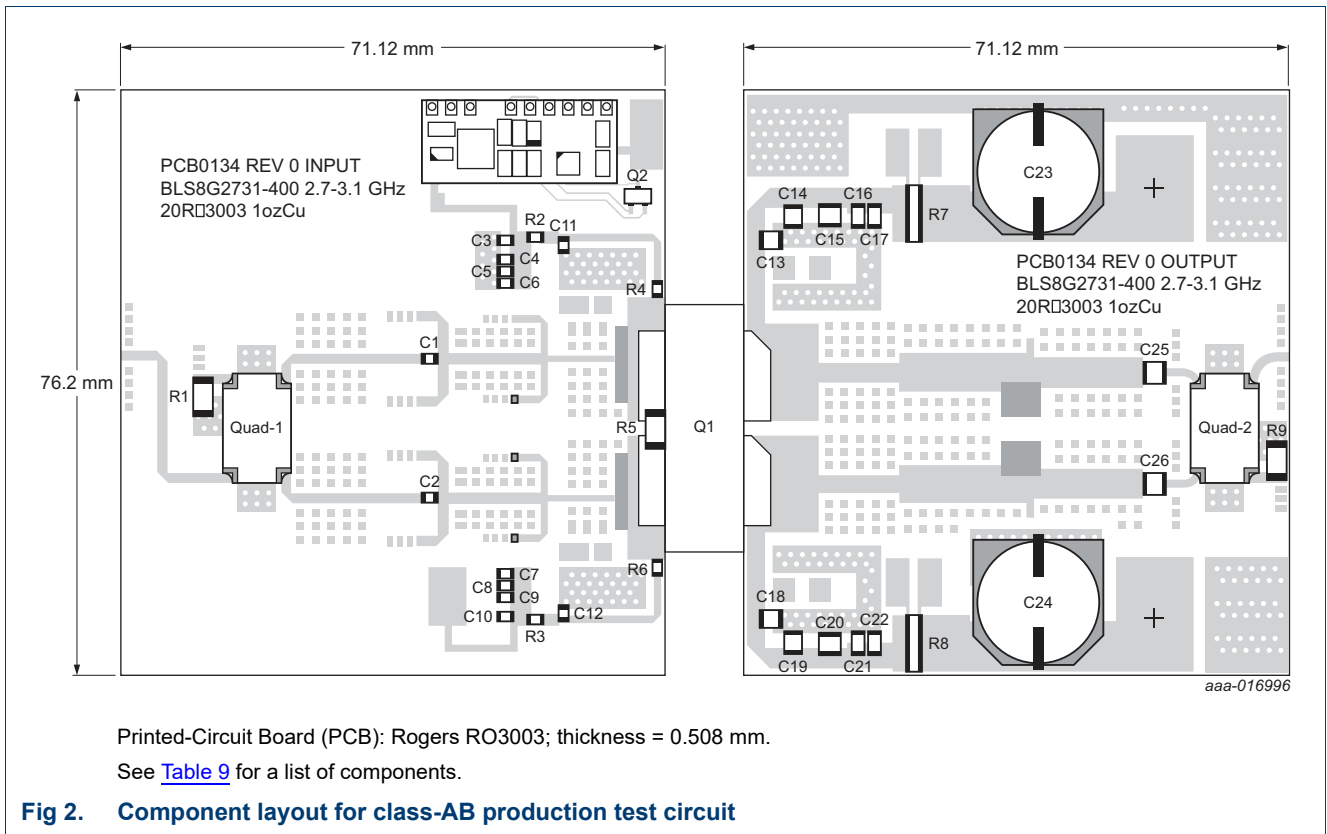 71.12 mm
71.12 mm
76.2 mm
PCB0134 REV 0 INPUT
BLS8G2731-400 2.7-3.1 GHz
20R□3003 1ozCu
Q2
R2
C11
C3
C4
C5
C6
R4
C1
R1
Quad-1
R5
Q1
C2
R6
C7
C8
C9
C10
R3
C12
C14
C16
C23
R7
C15
C17
C13
PCB0134 REV 0 OUTPUT
BLS8G2731-400 2.7-3.1 GHz
20R□3003 1ozCu
C25
Quad-2
R9
C26
C18
C20
C22
C24
C19
C21
R8
aaa-016996
Printed-Circuit Board (PCB): Rogers RO3003; thickness = 0.508 mm.
See Table 9 for a list of components.
Fig 2. Component layout for class-AB production test circuit